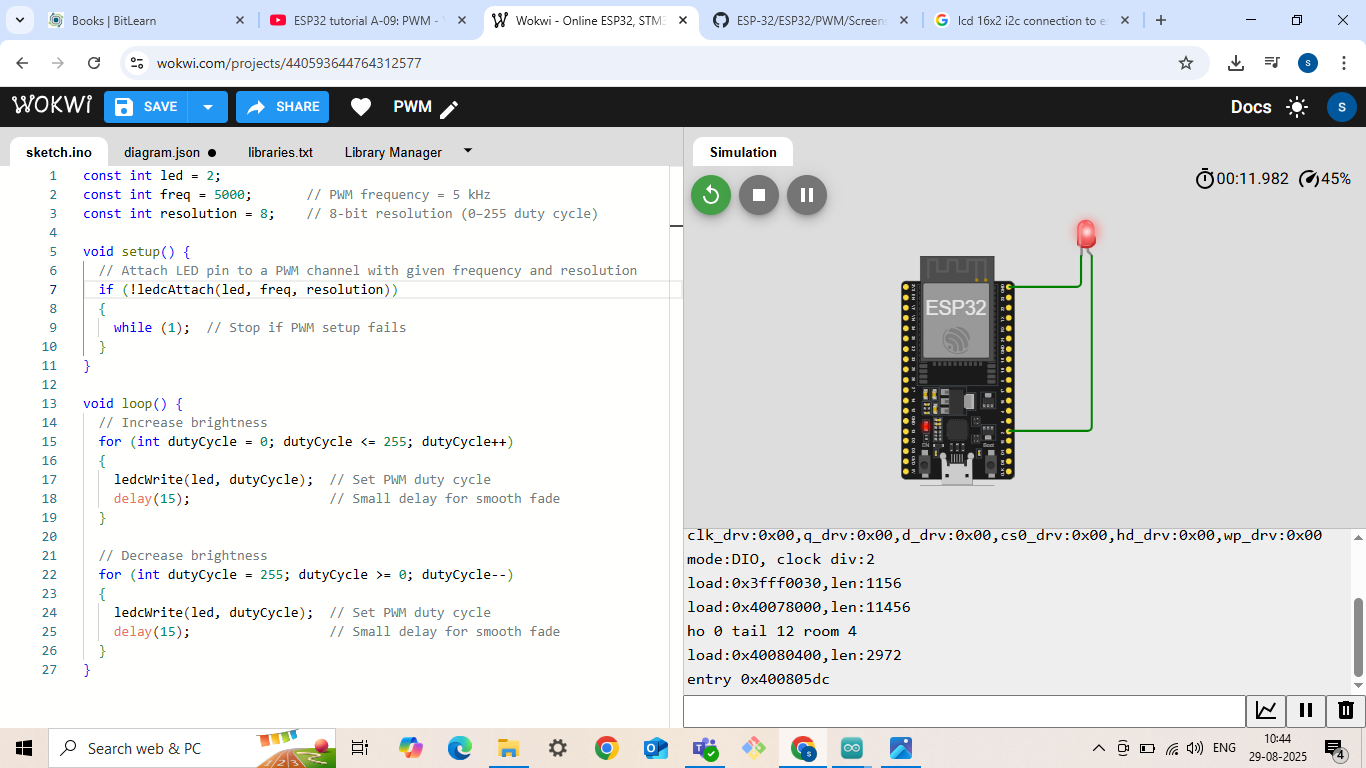 Books | BitLearn
ESP32 tutorial A-09: PWM - Y
Wokwi - Online ESP32, STM3
ESP-32/ESP32/PWM/Screens
lcd 16x2 i2c connection to e
wokwi.com/projects/440593644764312577
s
WOKWI
SAVE
SHARE
PWM
Docs
S
sketch.ino
diagram.json ●
libraries.txt
Library Manager
Simulation
1 const int led = 2;
2 const int freq = 5000;       // PWM frequency = 5 kHz
3 const int resolution = 8;    // 8-bit resolution (0–255 duty cycle)
4
5 void setup() {
6   // Attach LED pin to a PWM channel with given frequency and resolution
7   if (!ledcAttach(led, freq, resolution))
8   {
9     while (1);  // Stop if PWM setup fails
10   }
11 }
12
13 void loop() {
14   // Increase brightness
15   for (int dutyCycle = 0; dutyCycle <= 255; dutyCycle++)
16   {
17     ledcWrite(led, dutyCycle);  // Set PWM duty cycle
18     delay(15);                  // Small delay for smooth fade
19   }
20
21   // Decrease brightness
22   for (int dutyCycle = 255; dutyCycle >= 0; dutyCycle--)
23   {
24     ledcWrite(led, dutyCycle);  // Set PWM duty cycle
25     delay(15);                  // Small delay for smooth fade
26   }
27 }
00:11.982
45%
ESP32
EN
Boot
clk_drv:0x00,q_drv:0x00,d_drv:0x00,cs0_drv:0x00,hd_drv:0x00,wp_drv:0x00
mode:DIO, clock div:2
load:0x3fff0030,len:1156
load:0x40078000,len:11456
ho 0 tail 12 room 4
load:0x40080400,len:2972
entry 0x400805dc
Search web & PC
ENG
10:44
29-08-2025
4